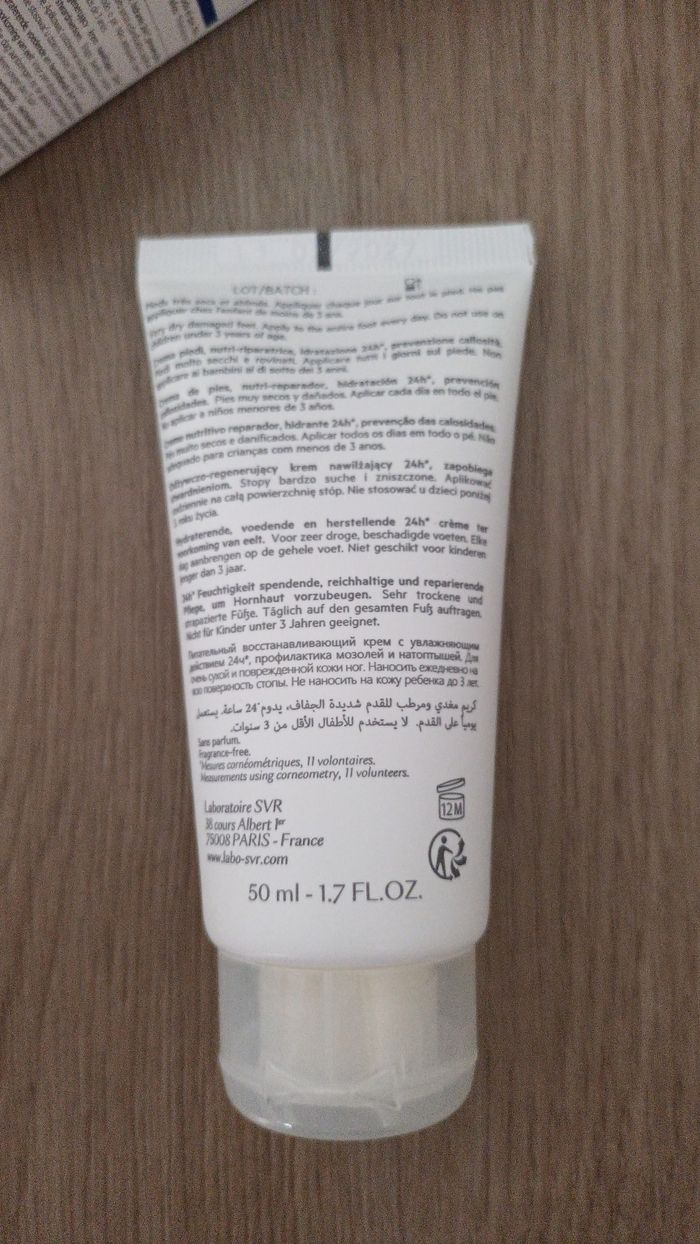 2027
LOT/BATCH :
Pieds très secs et abîmés. Appliquer chaque jour sur tout le pied. Ne pas
appliquer chez l'enfant de moins de 3 ans.
Very dry damaged feet. Apply to the entire foot every day. Do not use on
children under 3 years of age.
piedi, nutri-riparatrice, idratazione 24h*, prevenzione callosità.
molto secchi e rovinati. Applicare tutti i giorni sul piede. Non
applicare ai bambini al di sotto dei 3 anni.
de pies, nutri-reparador, hidratación 24h*, prevención
callosidades. Pies muy secos y dañados. Aplicar cada día en todo el pie.
No aplicar a niños menores de 3 años.
Creme nutritivo reparador, hidratante 24h*, prevenção das calosidades.
Pés muito secos e danificados. Aplicar todos os dias em todo o pé. Não
adequado para crianças com menos de 3 anos.
Odżywczo-regenerujący krem nawilżający 24h*, zapobiega
zgrubieniom. Stopy bardzo suche i zniszczone. Aplikować
codziennie na całą powierzchnię stóp. Nie stosować u dzieci poniżej
3 roku życia.
Hydraterende, voedende en herstellende 24h* crème ter
voorkoming van eelt. Voor zeer droge, beschadigde voeten. Elke
dag aanbrengen op de gehele voet. Niet geschikt voor kinderen
jonger dan 3 jaar.
24h* Feuchtigkeit spendende, reichhaltige und reparierende
Pflege, um Hornhaut vorzubeugen. Sehr trockene und
strapazierte Füße. Täglich auf den gesamten Fuß auftragen.
Nicht für Kinder unter 3 Jahren geeignet.
Питательный восстанавливающий крем с увлажняющим
действием 24ч*, профилактика мозолей и натоптышей. Для
очень сухой и поврежденной кожи ног. Наносить ежедневно на
всю поверхность стопы. Не наносить на кожу ребенка до 3 лет.
كريم مغذي ومرطب للقدم شديدة الجفاف، يدوم 24* ساعة. يستعمل
يومياً على القدم. لا يستخدم للأطفال الأقل من 3 سنوات.
Sans parfum.
Fragrance-free.
*Mesures cornéométriques, 11 volontaires.
Measurements using corneometry, 11 volunteers.
Laboratoire SVR
38 cours Albert 1er
75008 PARIS - France
www.labo-svr.com
12M
50 ml - 1.7 FL.OZ.